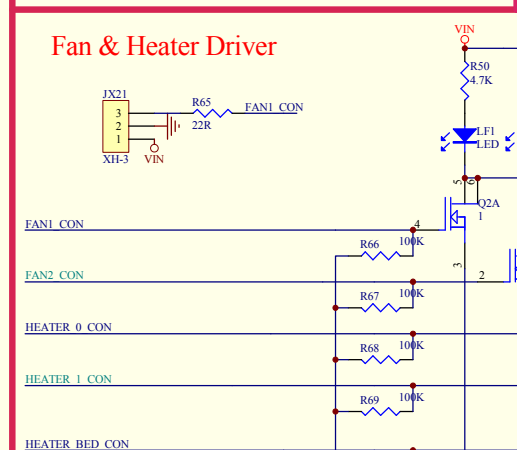 Fan & Heater Driver
VIN
R50
4.7K
JX21
3
2
1
XH-3
VIN
R65
22R
FAN1_CON
LF1
LED
5
6
Q2A
1
FAN1_CON
4
R66
100K
3
FAN2_CON
2
R67
100K
HEATER_0_CON
R68
100K
HEATER_1_CON
R69
100K
HEATER_BED_CON